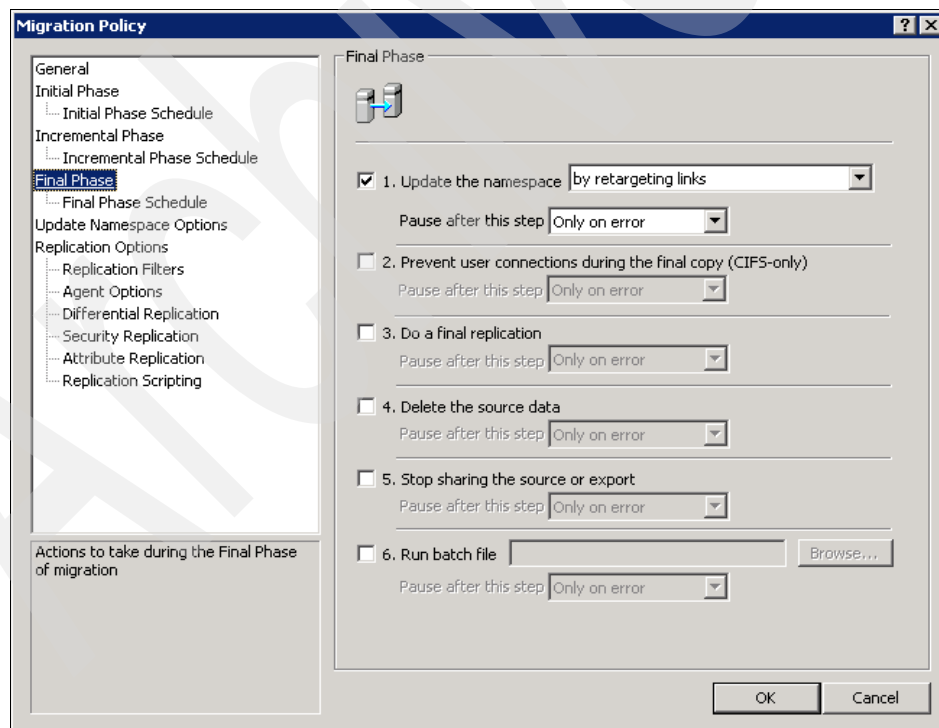 Migration Policy
General
Initial Phase
Initial Phase Schedule
Incremental Phase
Incremental Phase Schedule
Final Phase
Final Phase Schedule
Update Namespace Options
Replication Options
Replication Filters
Agent Options
Differential Replication
Security Replication
Attribute Replication
Replication Scripting
Actions to take during the Final Phase
of migration
Final Phase
1. Update the namespace by retargeting links
Pause after this step Only on error
2. Prevent user connections during the final copy (CIFS-only)
Pause after this step Only on error
3. Do a final replication
Pause after this step Only on error
4. Delete the source data
Pause after this step Only on error
5. Stop sharing the source or export
Pause after this step Only on error
6. Run batch file Browse...
Pause after this step Only on error
OK Cancel